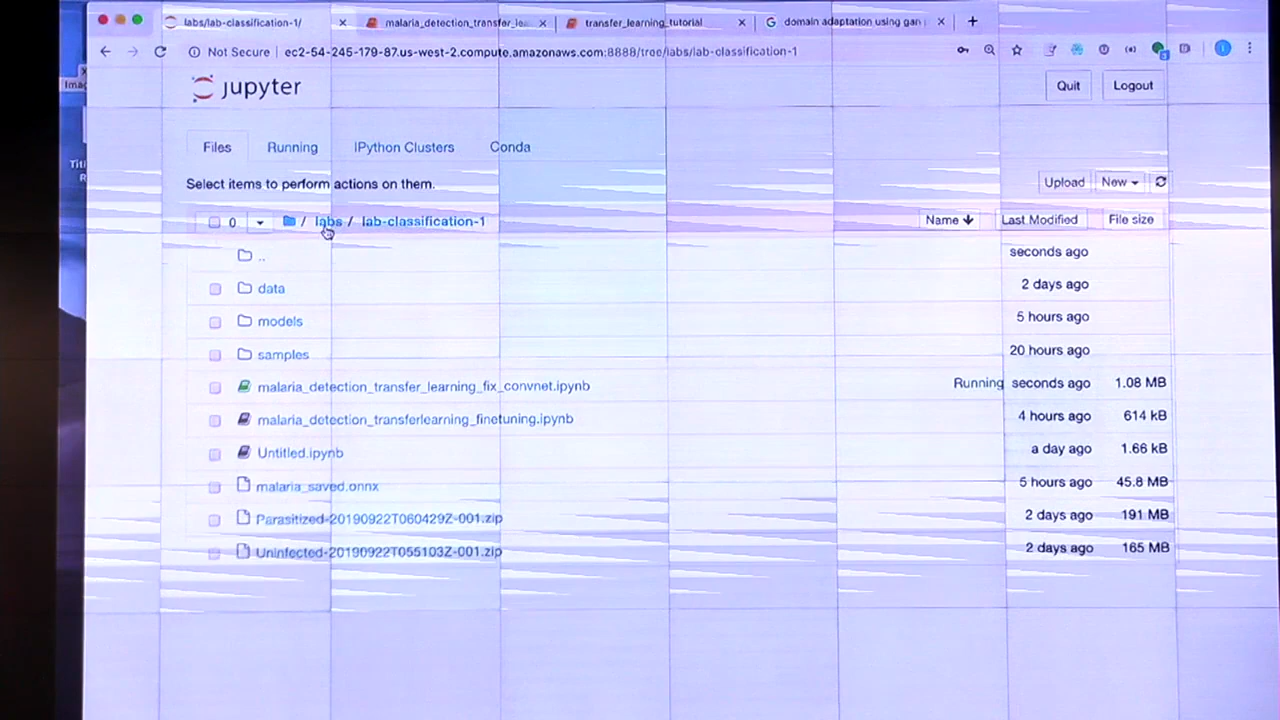 labs/lab-classification-1/
malaria_detection_transfer_lea
transfer_learning_tutorial
domain adaptation using gan
Not Secure | ec2-54-245-179-87.us-west-2.compute.amazonaws.com:8888/tree/labs/lab-classification-1
Imag
jupyter
Quit
Logout
Files
Running
IPython Clusters
Conda
Select items to perform actions on them.
Upload
New
0
/ labs / lab-classification-1
Name
Last Modified
File size
..
seconds ago
data
2 days ago
models
5 hours ago
samples
20 hours ago
malaria_detection_transfer_learning_fix_convnet.ipynb
Running seconds ago
1.08 MB
malaria_detection_transferlearning_finetuning.ipynb
4 hours ago
614 kB
Untitled.ipynb
a day ago
1.66 kB
malaria_saved.onnx
5 hours ago
45.8 MB
Parasitized-20190922T060429Z-001.zip
2 days ago
191 MB
Uninfected-20190922T055103Z-001.zip
2 days ago
165 MB